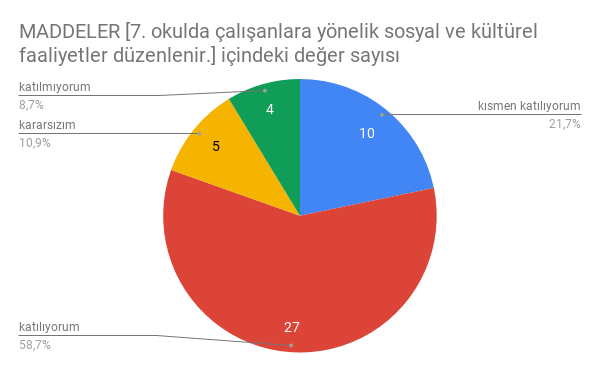 MADDELER [7. okulda çalışanlara yönelik sosyal ve kültürel
faaliyetler düzenlenir.] içindeki değer sayısı
katılmıyorum
8,7%
kararsızım
10,9%
kısmen katılıyorum
21,7%
4
10
5
27
katılıyorum
58,7%